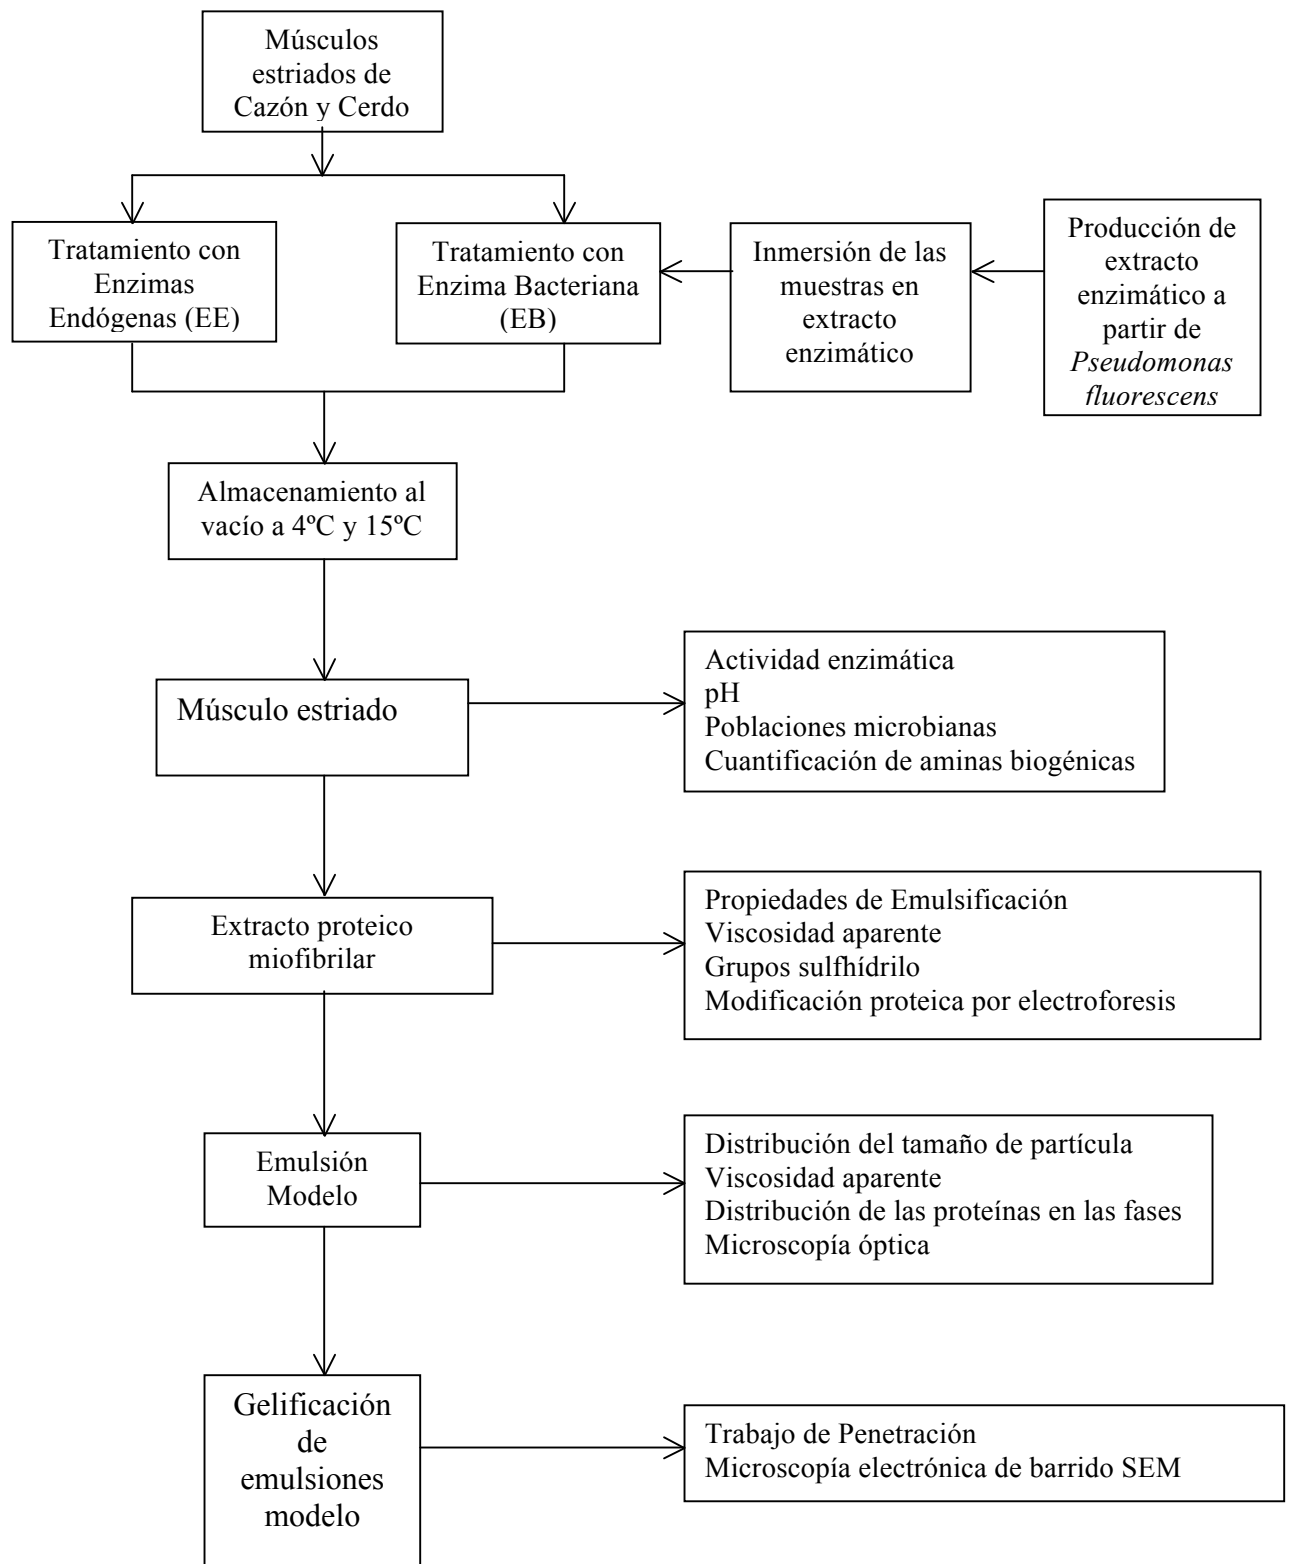 Músculos
estriados de
Cazón y Cerdo
Tratamiento con
Enzimas
Endógenas (EE)
Tratamiento con
Enzima Bacteriana
(EB)
Inmersión de las
muestras en
extracto
enzimático
Producción de
extracto
enzimático a
partir de
Pseudomonas
fluorescens
Almacenamiento al
vacío a 4ºC y 15ºC
Músculo estriado
Actividad enzimática
pH
Poblaciones microbianas
Cuantificación de aminas biogénicas
Extracto proteico
miofibrilar
Propiedades de Emulsificación
Viscosidad aparente
Grupos sulfhídrilo
Modificación proteica por electroforesis
Emulsión
Modelo
Distribución del tamaño de partícula
Viscosidad aparente
Distribución de las proteínas en las fases
Microscopía óptica
Gelificación
de
emulsiones
modelo
Trabajo de Penetración
Microscopía electrónica de barrido SEM